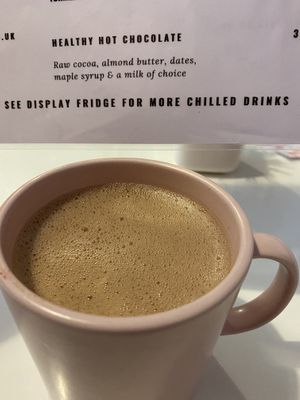 .UK
HEALTHY HOT CHOCOLATE
3
Raw cocoa, almond butter, dates,
maple syrup & a milk of choice
SEE DISPLAY FRIDGE FOR MORE CHILLED DRINKS